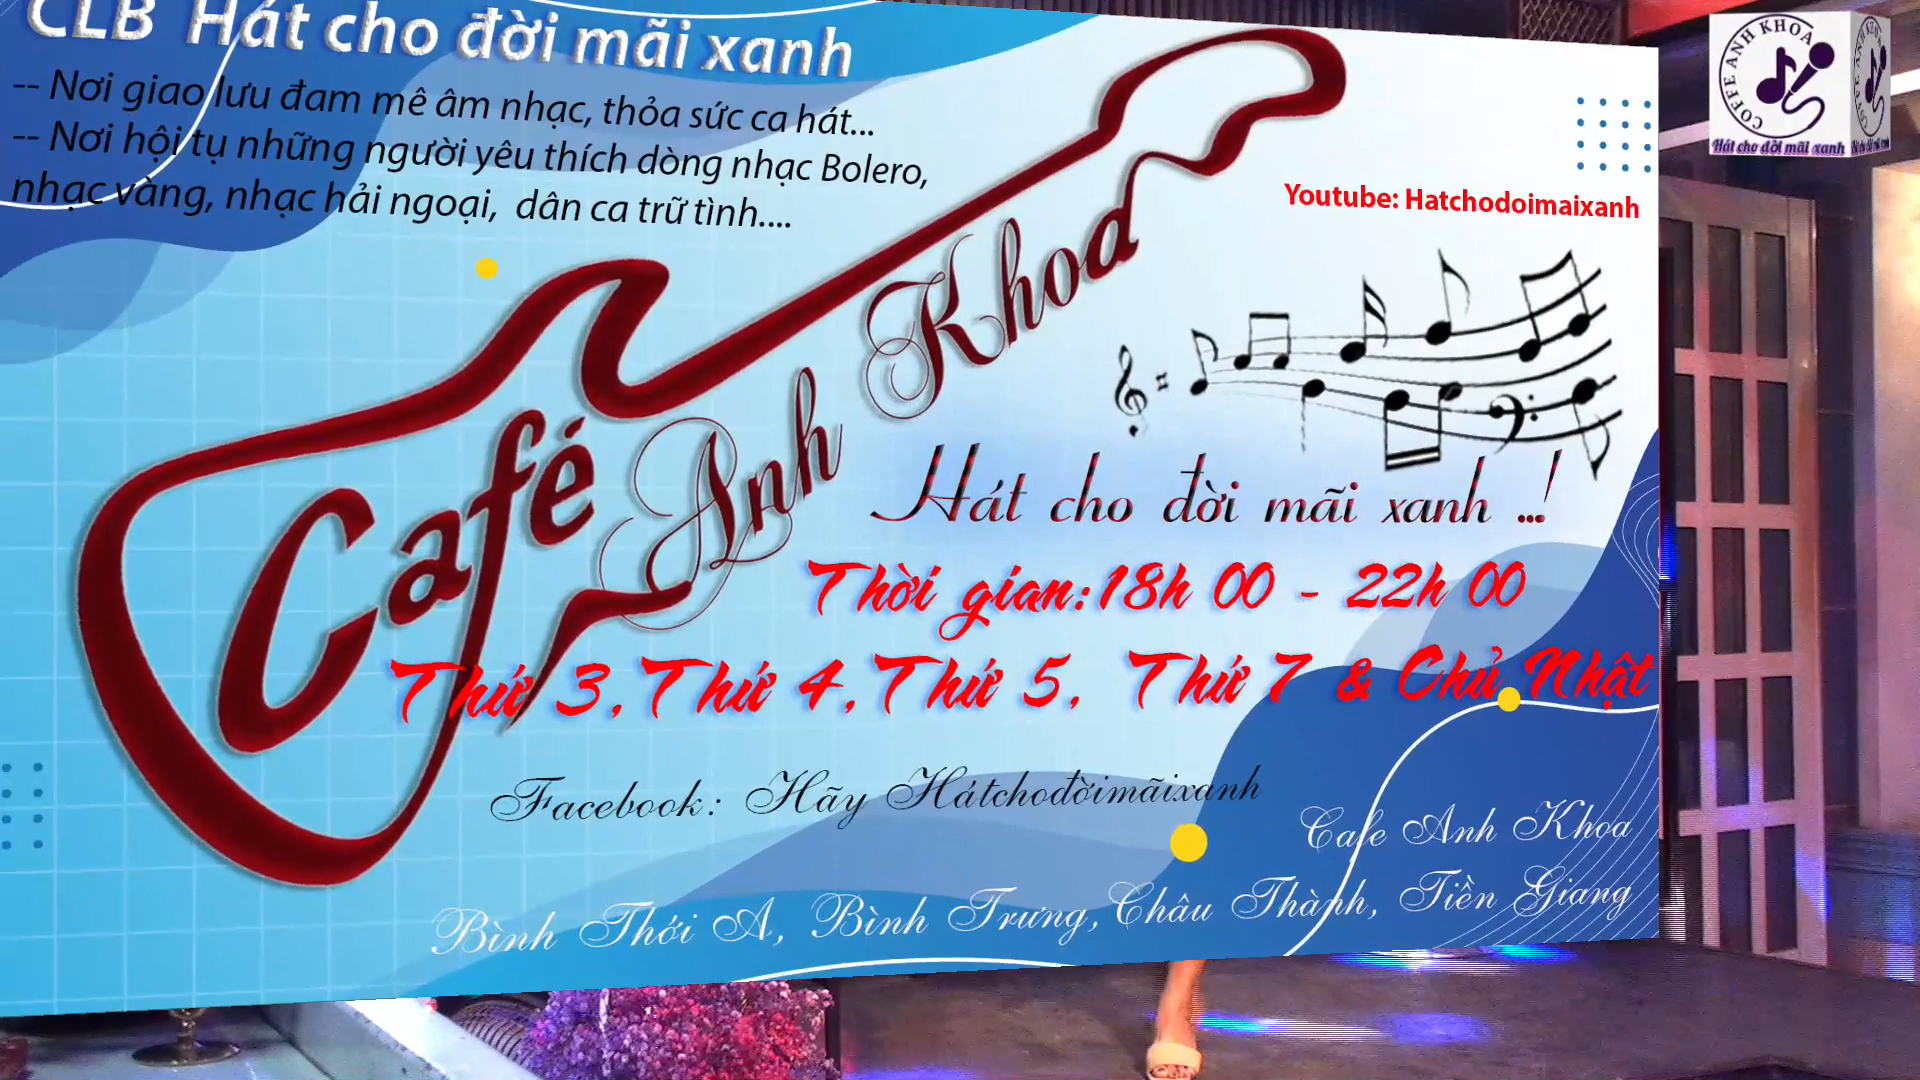 CLB Hát cho đời mãi xanh
-- Nơi giao lưu đam mê âm nhạc, thỏa sức ca hát...
-- Nơi hội tụ những người yêu thích dòng nhạc Bolero,
nhạc vàng, nhạc hải ngoại, dân ca trữ tình....
COFFE ANH KHOA
Hát cho đời mãi xanh
Youtube: Hatchodoimaixanh
Café Anh Khoa
Hát cho đời mãi xanh ...!
Thời gian:18h 00 - 22h 00
Thứ 3, Thứ 4, Thứ 5, Thứ 7 & Chủ Nhật
Facebook: Hãy Hátchođờimãixanh
Cafe Anh Khoa
Bình Thới A, Bình Trưng, Châu Thành, Tiền Giang